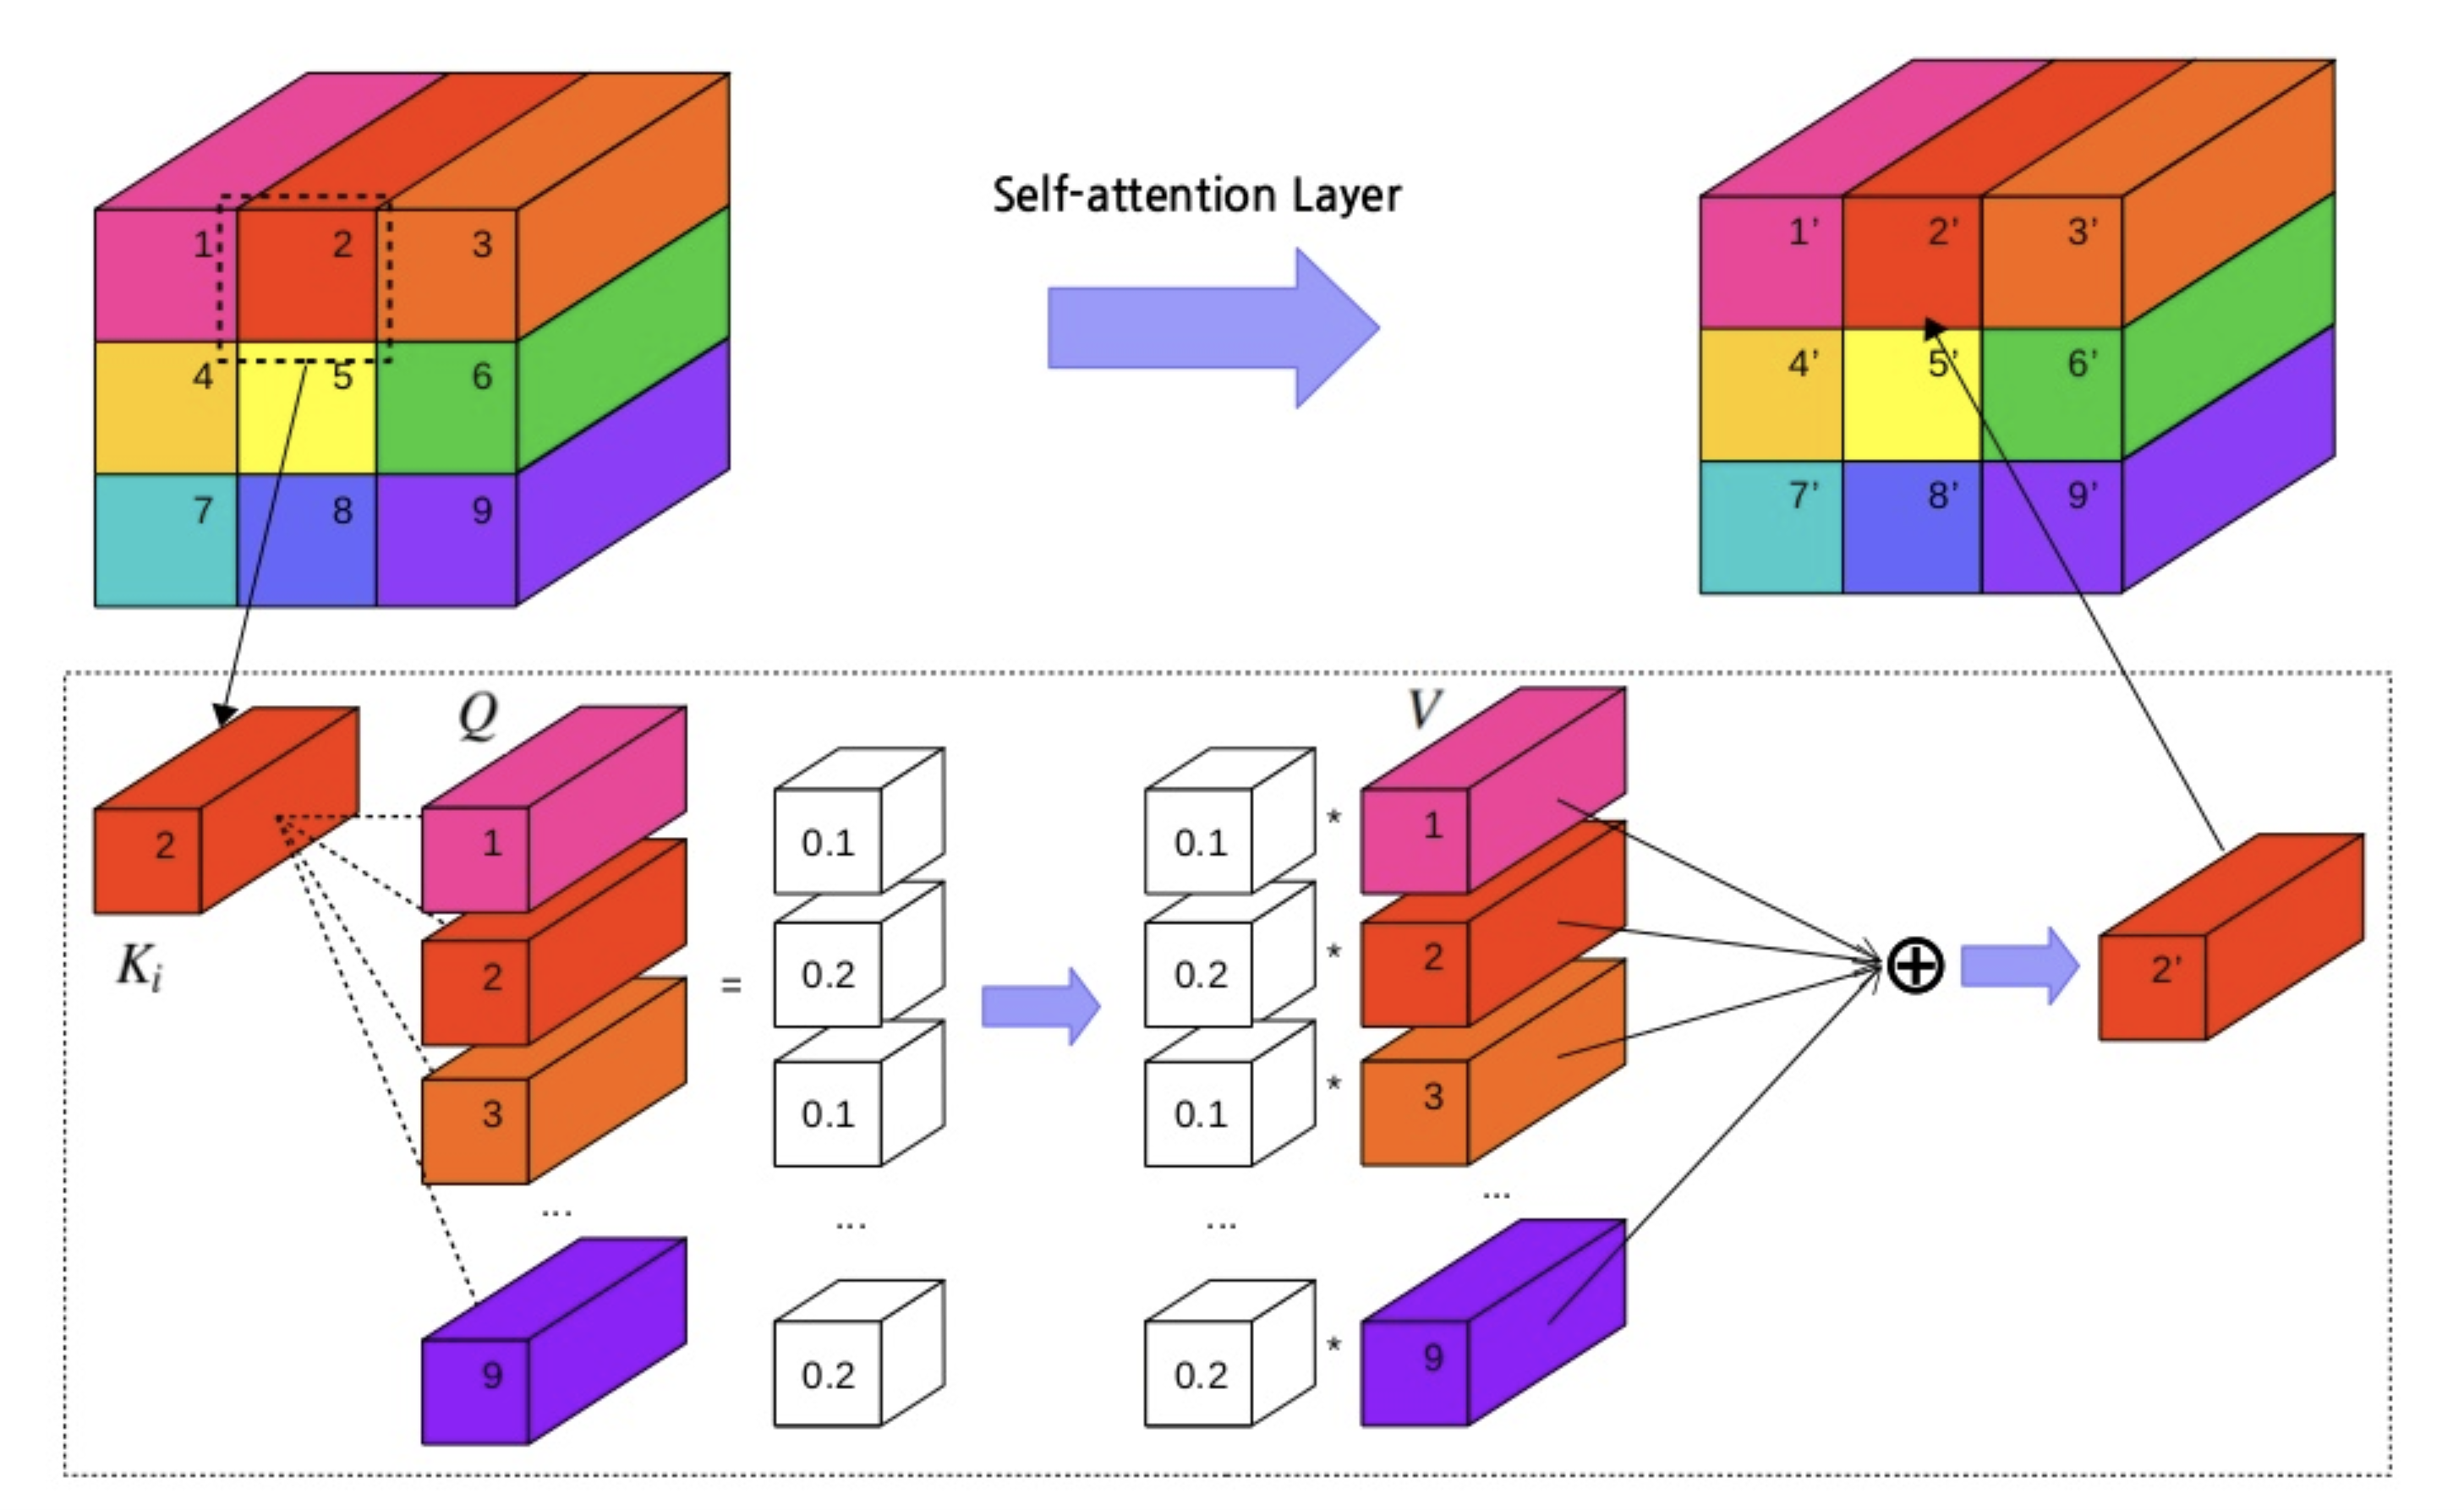 Self-attention Layer
1 2 3
4 5 6
7 8 9
1’ 2’ 3’
4’ 5’ 6’
7’ 8’ 9’
Q
V
2
K_i
1
2
3
...
9
=
0.1
0.2
0.1
...
0.2
0.1 * 1
0.2 * 2
0.1 * 3
... ...
0.2 * 9
2’